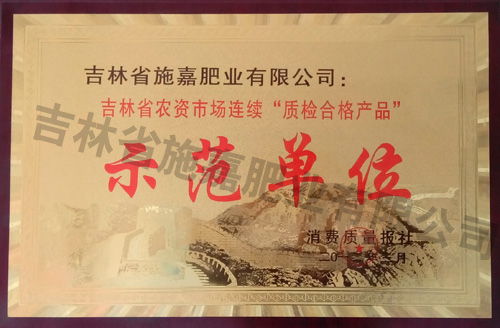 吉林省施嘉肥业有限公司：
吉林省农资市场连续“质检合格产品”
示范单位
消费质量报社
月
吉林省施嘉肥业有限公司